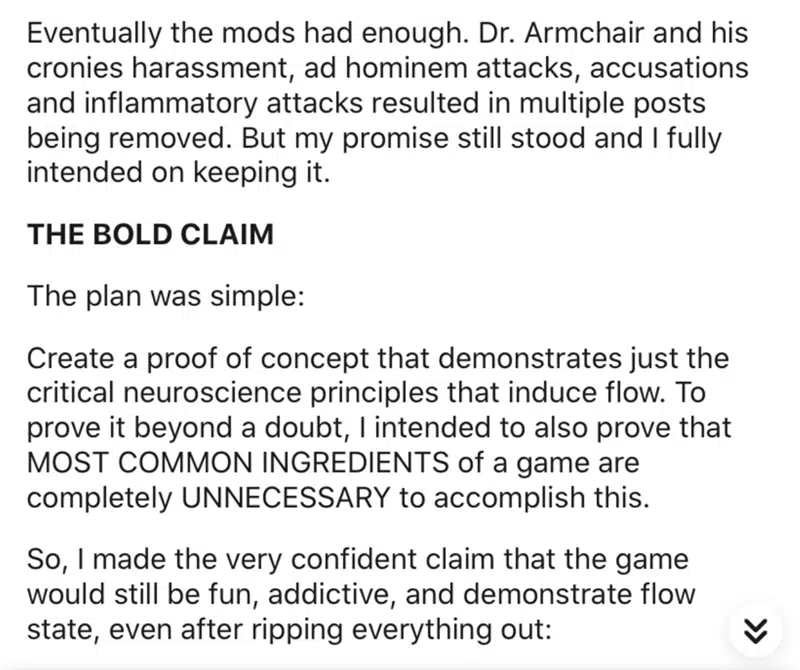 Eventually the mods had enough. Dr. Armchair and his
cronies harassment, ad hominem attacks, accusations
and inflammatory attacks resulted in multiple posts
being removed. But my promise still stood and I fully
intended on keeping it.
THE BOLD CLAIM
The plan was simple:
Create a proof of concept that demonstrates just the
critical neuroscience principles that induce flow. To
prove it beyond a doubt, I intended to also prove that
MOST COMMON INGREDIENTS of a game are
completely UNNECESSARY to accomplish this.
So, I made the very confident claim that the game
would still be fun, addictive, and demonstrate flow
state, even after ripping everything out: